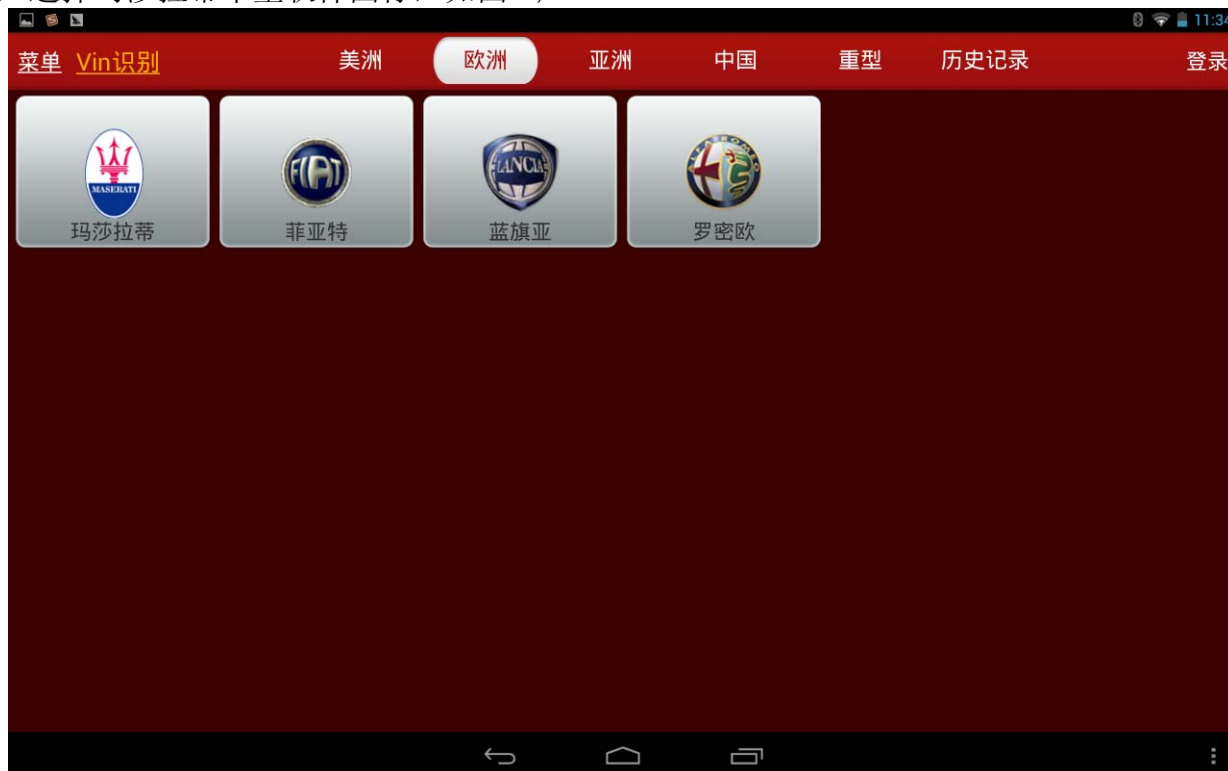 11:34
菜单 Vin识别 美洲 欧洲 亚洲 中国 重型 历史记录 登录
MASERATI FIAT LANCIA ALFA ROMEO
玛莎拉蒂 菲亚特 蓝旗亚 罗密欧